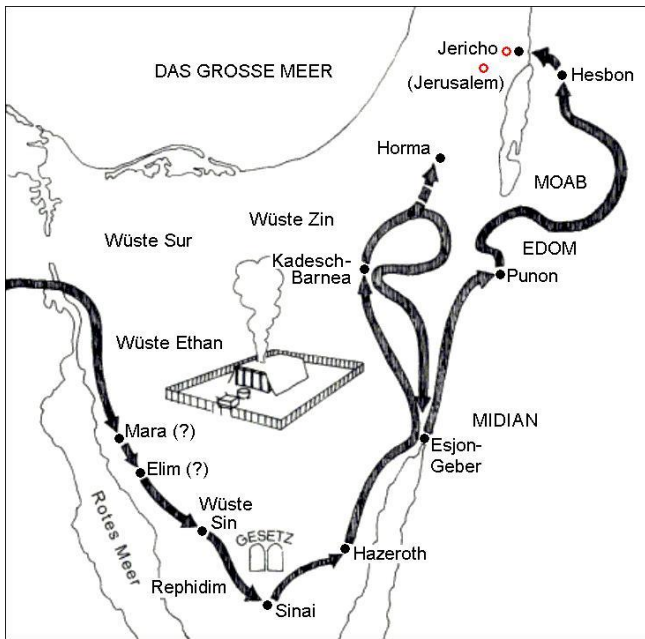 Jericho
DAS GROSSE MEER
(Jerusalem)
Hesbon
Horma
MOAB
Wüste Zin
Wüste Sur
EDOM
Kadesch-
Barnea
Punon
Wüste Ethan
MIDIAN
Mara (?)
Esjon-
Geber
Elim (?)
Wüste
Sin
Rotes Meer
GESETZ
Hazeroth
Rephidim
Sinai